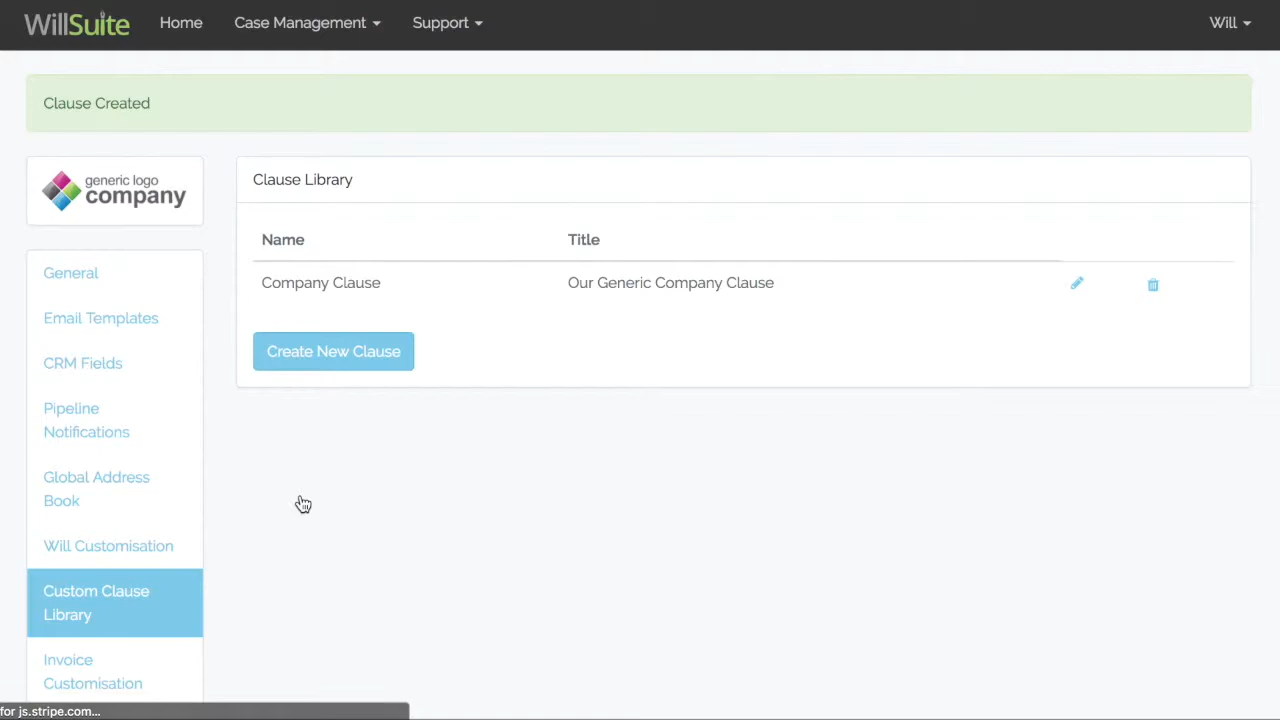 WillSuite Home Case Management Support Will
Clause Created
generic logo
company
General
Email Templates
CRM Fields
Pipeline
Notifications
Global Address
Book
Will Customisation
Custom Clause
Library
Invoice
Customisation
Clause Library
Name Title
Company Clause Our Generic Company Clause
Create New Clause
for js.stripe.com...